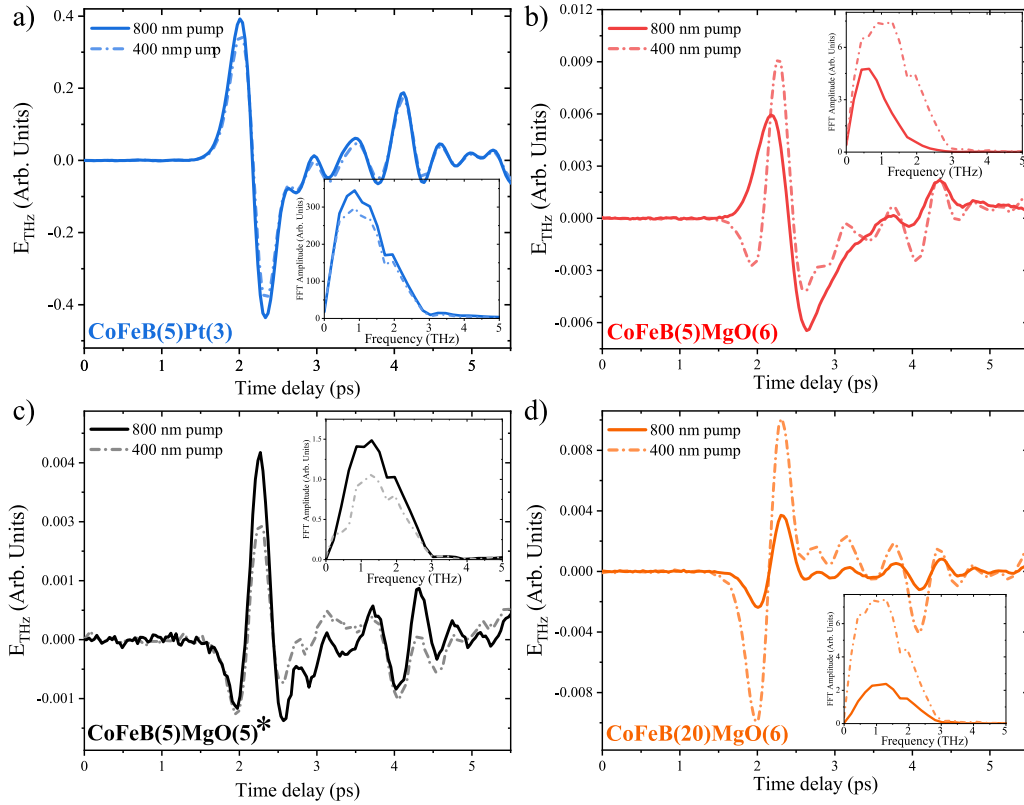 a)
800 nm pump
400 nmp ump
0.4
0.2
0.0
-0.2
-0.4
E_THz (Arb. Units)
FFT Amplitude (Arb. Units)
300
200
100
0
0 1 2 3 4 5
Frequency (THz)
CoFeB(5)Pt(3)
0 1 2 3 4 5
Time delay (ps)
b)
800 nm pump
400 nm pump
0.012
0.009
0.006
0.003
0.000
-0.003
-0.006
E_THz (Arb. Units)
FFT Amplitude (Arb. Units)
6
3
0
0 1 2 3 4 5
Frequency (THz)
CoFeB(5)MgO(6)
0 1 2 3 4 5
Time delay (ps)
c)
800 nm pump
400 nm pump
0.004
0.003
0.001
0.000
-0.001
E_THz (Arb. Units)
FFT Amplitude (Arb. Units)
1.5
1.0
0.5
0.0
0 1 2 3 4 5
Frequency (THz)
CoFeB(5)MgO(5)*
0 1 2 3 4 5
Time delay (ps)
d)
800 nm pump
400 nm pump
0.008
0.004
0.000
-0.004
-0.008
E_THz (Arb. Units)
FFT Amplitude (Arb. Units)
6
4
2
0
0 1 2 3 4 5
Frequency (THz)
CoFeB(20)MgO(6)
0 1 2 3 4 5
Time delay (ps)